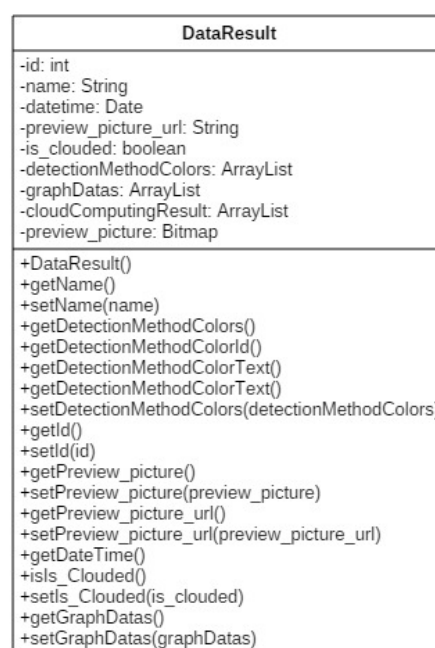 DataResult
-id: int
-name: String
-datetime: Date
-preview_picture_url: String
-is_clouded: boolean
-detectionMethodColors: ArrayList
-graphDatas: ArrayList
-cloudComputingResult: ArrayList
-preview_picture: Bitmap
+DataResult()
+getName()
+setName(name)
+getDetectionMethodColors()
+getDetectionMethodColorId()
+getDetectionMethodColorText()
+getDetectionMethodColorText()
+setDetectionMethodColors(detectionMethodColors)
+getId()
+setId(id)
+getPreview_picture()
+setPreview_picture(preview_picture)
+getPreview_picture_url()
+setPreview_picture_url(preview_picture_url)
+getDateTime()
+isIs_Clouded()
+setIs_Clouded(is_clouded)
+getGraphDatas()
+setGraphDatas(graphDatas)